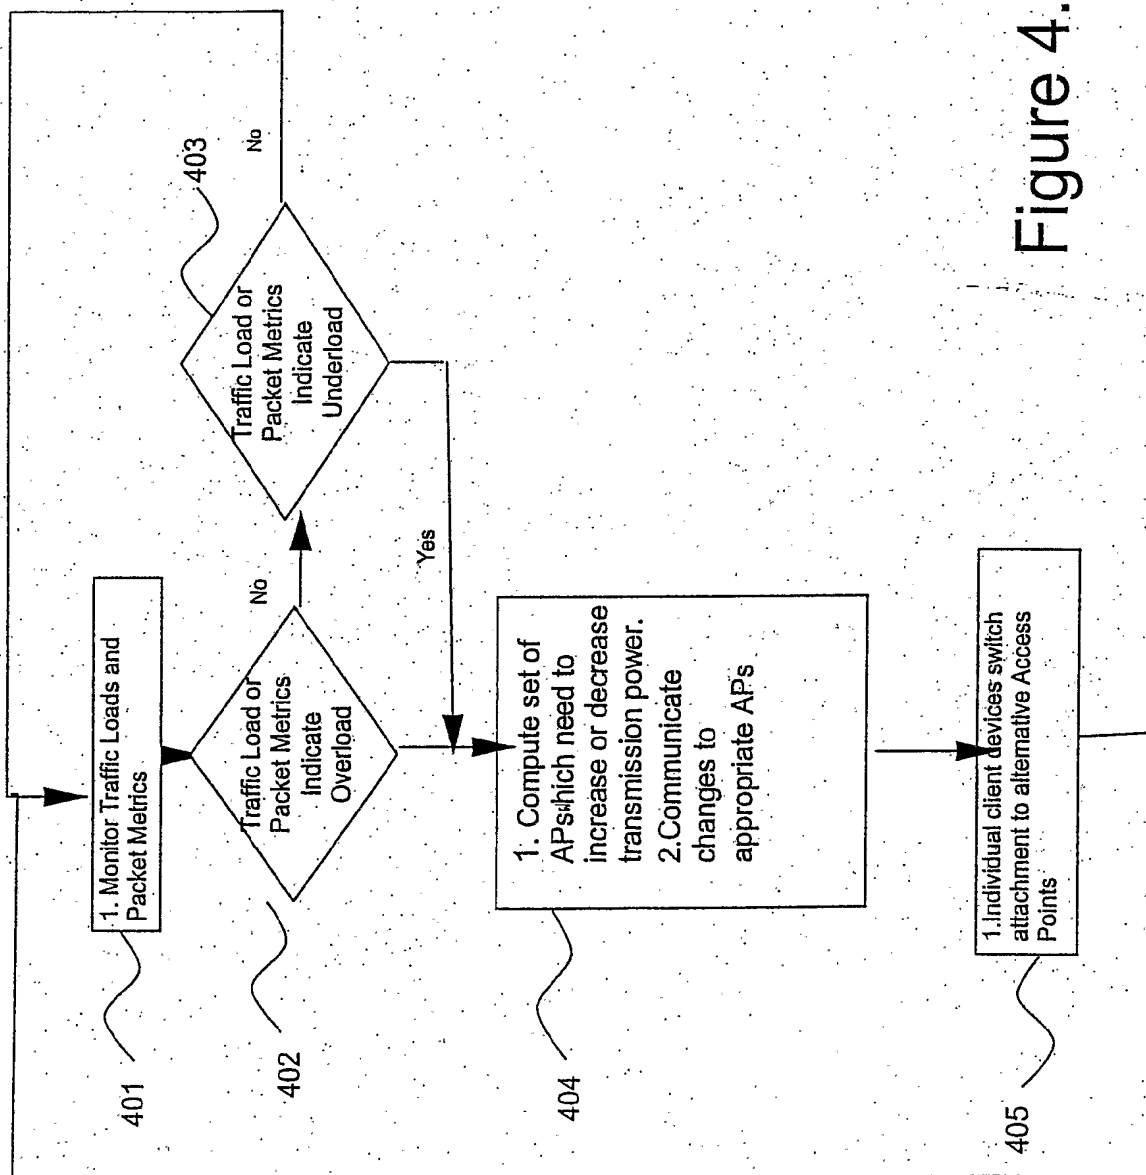 401
1. Monitor Traffic Loads and
Packet Metrics
402
Traffic Load or
Packet Metrics
Indicate
Overload
No
403
Traffic Load or
Packet Metrics
Indicate
Underload
No
Yes
404
1. Compute set of
APswhich need to
increase or decrease
transmission power.
2.Communicate
changes to
appropriate APs
405
1.Individual client devices switch
attachment to alternative Access
Points
Figure 4.